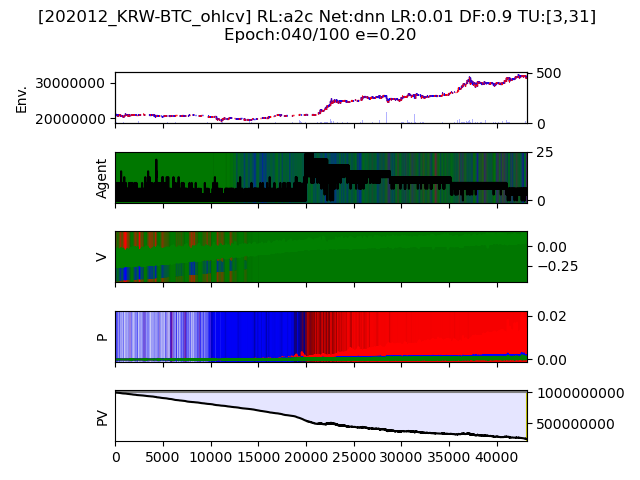 [202012_KRW-BTC_ohlcv] RL:a2c Net:dnn LR:0.01 DF:0.9 TU:[3,31]
Epoch:040/100 e=0.20
Env.
30000000
20000000
500
0
Agent
25
0
V
0.00
−0.25
P
0.02
0.00
PV
1000000000
500000000
0 5000 10000 15000 20000 25000 30000 35000 40000